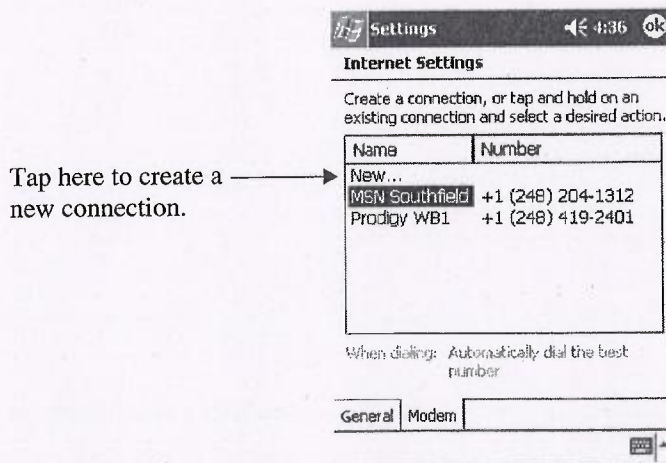 Settings 4:36 ok
Internet Settings
Create a connection, or tap and hold on an
existing connection and select a desired action.
Name Number
Tap here to create a
new connection.
New...
MSN Southfield +1 (248) 204-1312
Prodigy WB1 +1 (248) 419-2401
When dialing: Automatically dial the best
number
General Modem